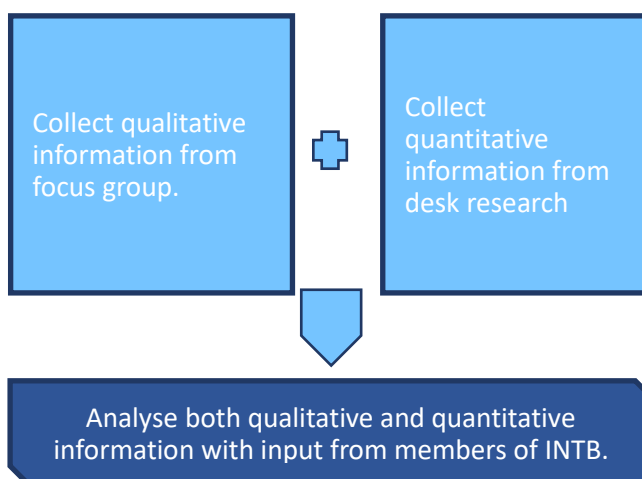 Collect qualitative
information from
focus group.
Collect
quantitative
information from
desk research
Analyse both qualitative and quantitative
information with input from members of INTB.